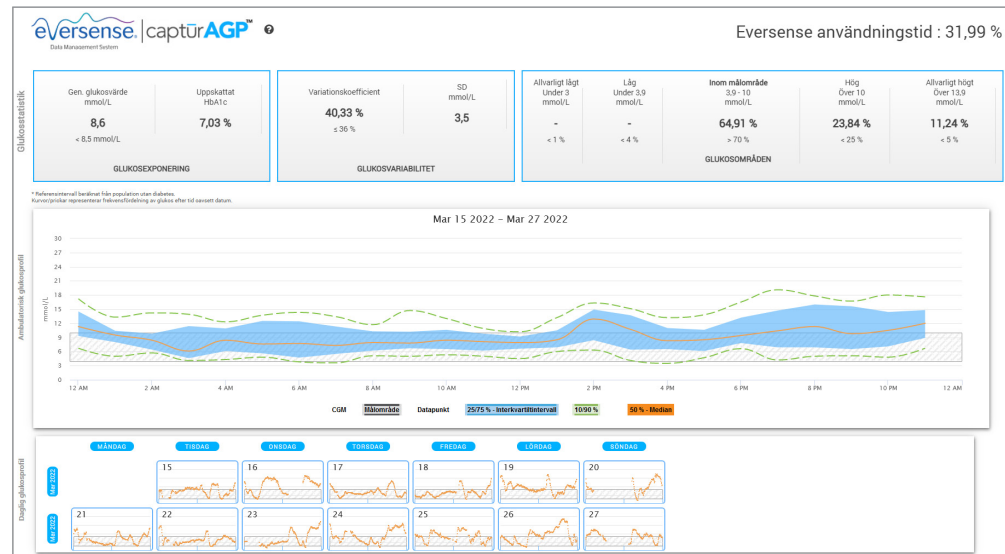 eversense. | captūrAGP™ ?
Data Management System
Eversense användningstid : 31,99 %
Glukosstatistik
Gen. glukosvärde
mmol/L
8,6
< 8,5 mmol/L
Uppskattat
HbA1c
7,03 %
GLUKOSEXPONERING
Variationskoefficient
40,33 %
≤ 36 %
SD
mmol/L
3,5
GLUKOSVARIABILITET
Allvarligt lågt
Under 3
mmol/L
-
< 1 %
Låg
Under 3,9
mmol/L
-
< 4 %
Inom målområde
3,9 - 10
mmol/L
64,91 %
> 70 %
Hög
Över 10
mmol/L
23,84 %
< 25 %
Allvarligt högt
Över 13,9
mmol/L
11,24 %
< 5 %
GLUKOSOMRÅDEN
* Referensintervall beräknat från population utan diabetes.
Kurvor/prickar representerar frekvensfördelning av glukos efter tid oavsett datum.
Ambulatorisk glukosprofil
Mar 15 2022 – Mar 27 2022
mmol/L
30
27
24
21
18
15
12
9
6
3
0
12 AM 2 AM 4 AM 6 AM 8 AM 10 AM 12 PM 2 PM 4 PM 6 PM 8 PM 10 PM 12 AM
CGM Målområde Datapunkt 25/75 % - Interkvartilintervall 10/90 % 50 % - Median
Daglig glukosprofil
MÅNDAG TISDAG ONSDAG TORSDAG FREDAG LÖRDAG SÖNDAG
Mar 2022
15 16 17 18 19 20
Mar 2022
21 22 23 24 25 26 27